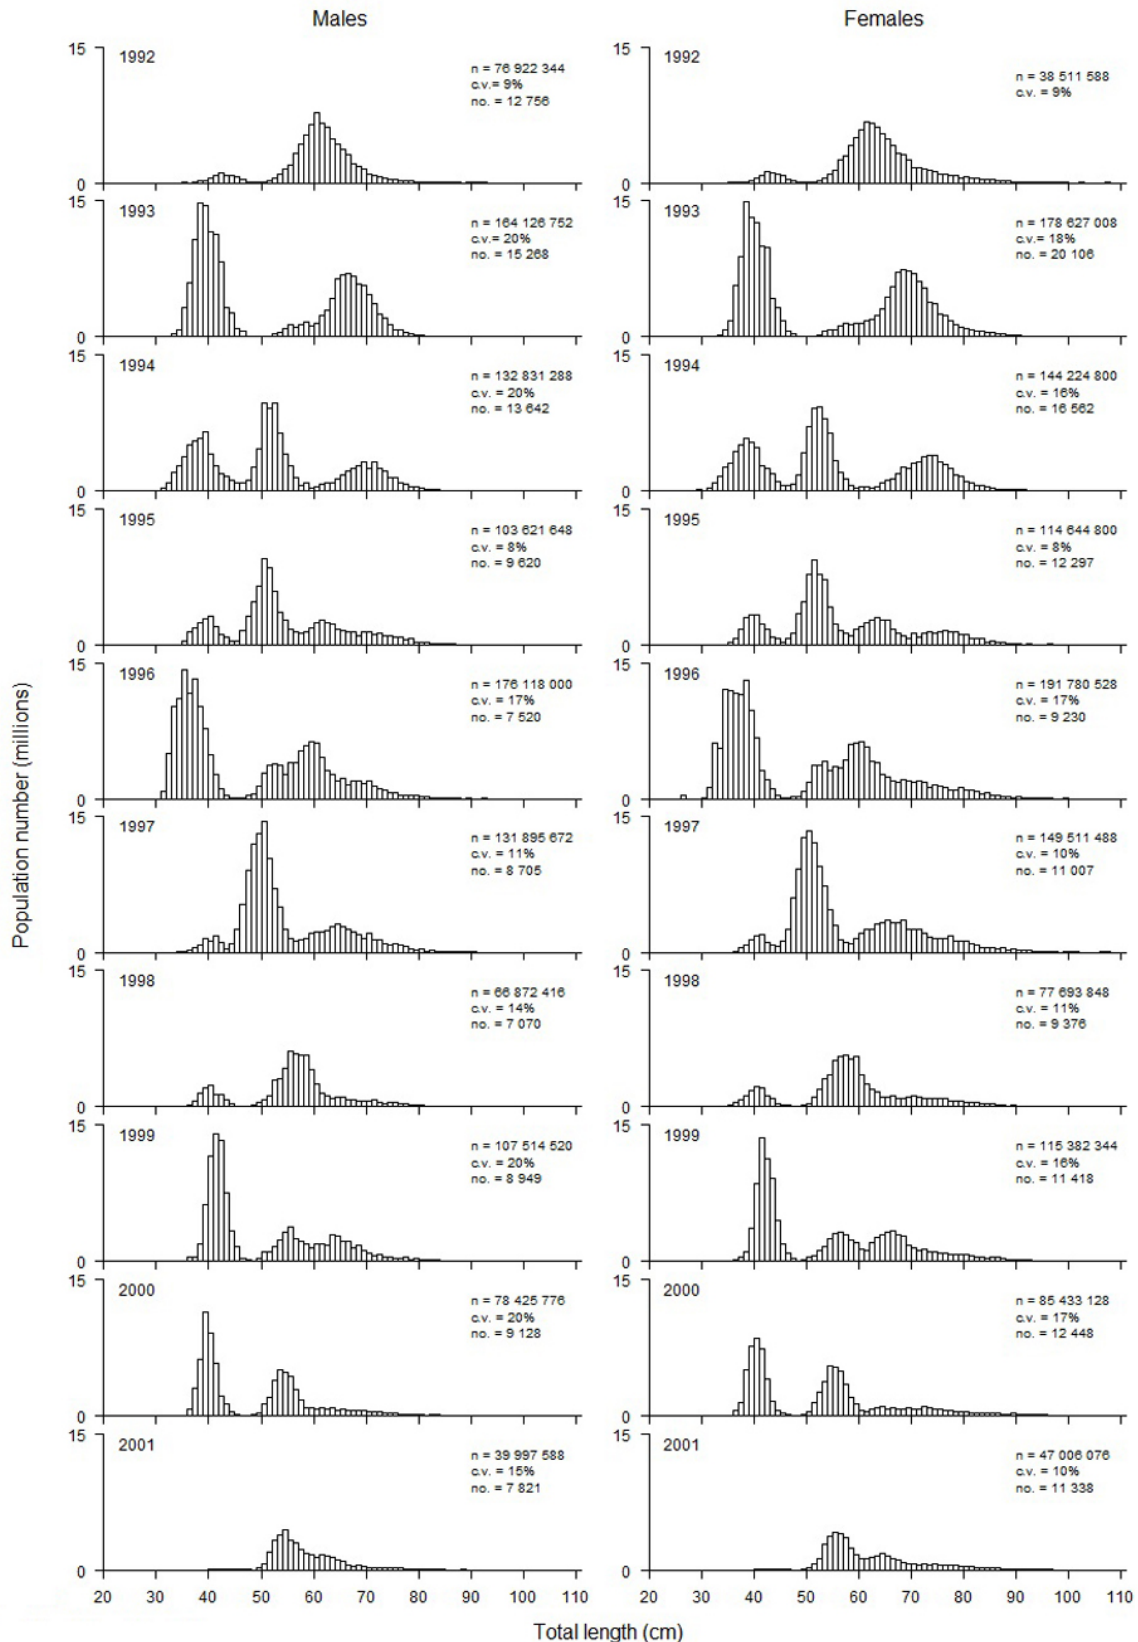 Males Females
15 1992 n = 76 922 344 c.v.= 9% no. = 12 756 0
15 1992 n = 38 511 588 c.v. = 9% 0
15 1993 n = 164 126 752 c.v.= 20% no. = 15 268 0
15 1993 n = 178 627 008 c.v. = 18% no. = 20 106 0
15 1994 n = 132 831 288 c.v. = 20% no. = 13 642 0
15 1994 n = 144 224 800 c.v. = 16% no. = 16 562 0
15 1995 n = 103 621 648 c.v. = 8% no. = 9 620 0
15 1995 n = 114 644 800 c.v. = 8% no. = 12 297 0
15 1996 n = 176 118 000 c.v. = 17% no. = 7 520 0
15 1996 n = 191 780 528 c.v. = 17% no. = 9 230 0
15 1997 n = 131 895 672 c.v. = 11% no. = 8 705 0
15 1997 n = 149 511 488 c.v. = 10% no. = 11 007 0
15 1998 n = 66 872 416 c.v. = 14% no. = 7 070 0
15 1998 n = 77 693 848 c.v. = 11% no. = 9 376 0
15 1999 n = 107 514 520 c.v. = 20% no. = 8 949 0
15 1999 n = 115 382 344 c.v. = 16% no. = 11 418 0
15 2000 n = 78 425 776 c.v. = 20% no. = 9 128 0
15 2000 n = 85 433 128 c.v. = 17% no. = 12 448 0
15 2001 n = 39 997 588 c.v. = 15% no. = 7 821 0
15 2001 n = 47 006 076 c.v. = 10% no. = 11 338 0
20 30 40 50 60 70 80 90 100 110
20 30 40 50 60 70 80 90 100 110
Population number (millions)
Total length (cm)